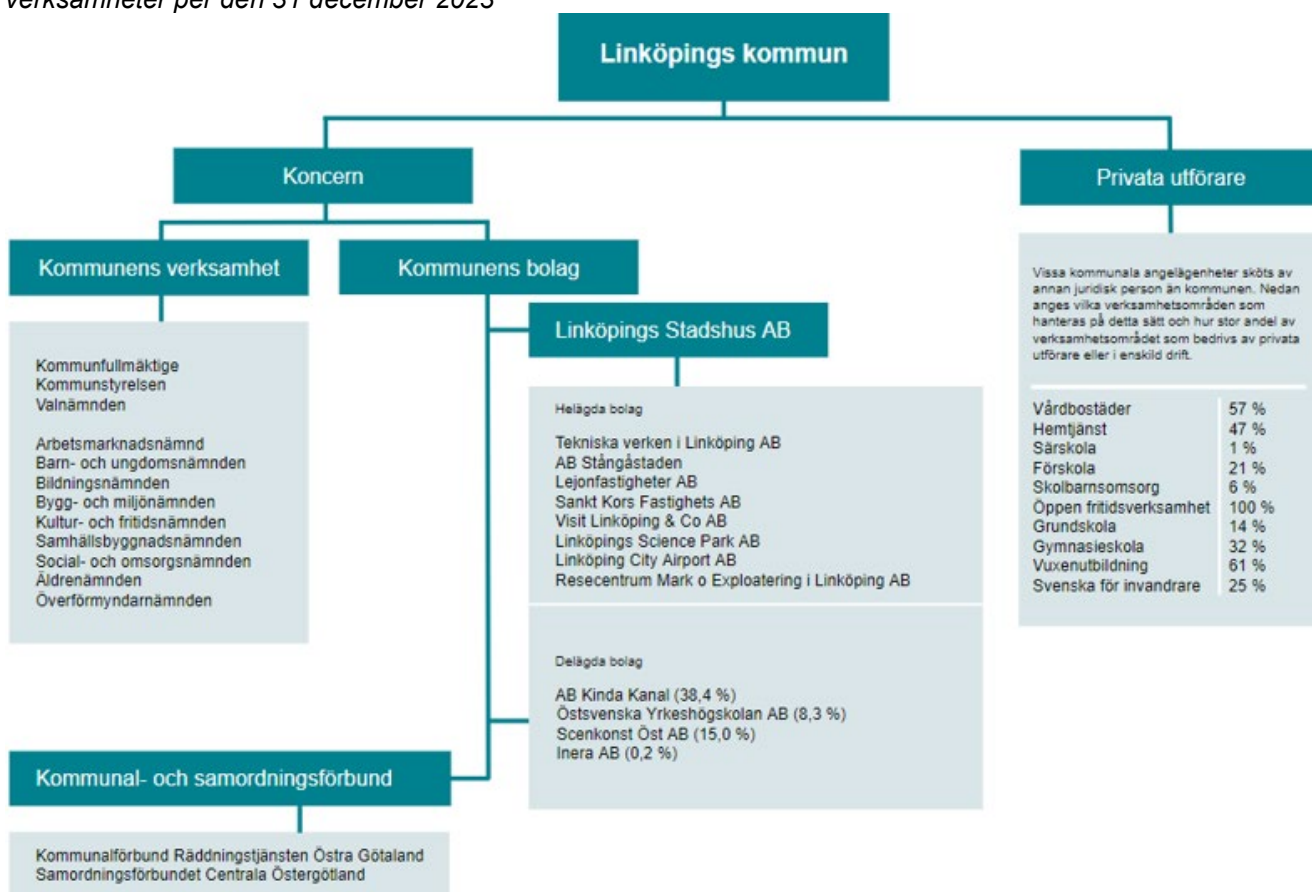 verksamheter per den 31 december 2023
Linköpings kommun
Koncern
Privata utförare
Kommunens verksamhet
Kommunens bolag
Linköpings Stadshus AB
Kommunfullmäktige
Kommunstyrelsen
Valnämnden
Arbetsmarknadsnämnd
Barn- och ungdomsnämnden
Bildningsnämnden
Bygg- och miljönämnden
Kultur- och fritidsnämnden
Samhällsbyggnadsnämnden
Social- och omsorgsnämnden
Äldrenämnden
Överförmyndarnämnden
Helägda bolag
Tekniska verken i Linköping AB
AB Stångåstaden
Lejonfastigheter AB
Sankt Kors Fastighets AB
Visit Linköping & Co AB
Linköpings Science Park AB
Linköping City Airport AB
Resecentrum Mark o Exploatering i Linköping AB
Delägda bolag
AB Kinda Kanal (38,4 %)
Östsvenska Yrkeshögskolan AB (8,3 %)
Scenkonst Öst AB (15,0 %)
Inera AB (0,2 %)
Vissa kommunala angelägenheter sköts av
annan juridisk person än kommunen. Nedan
anges vilka verksamhetsområden som
hanteras på detta sätt och hur stor andel av
verksamhetsområdet som bedrivs av privata
utförare eller i enskild drift.
Vårdbostäder 57 %
Hemtjänst 47 %
Särskola 1 %
Förskola 21 %
Skolbarnsomsorg 6 %
Öppen fritidsverksamhet 100 %
Grundskola 14 %
Gymnasieskola 32 %
Vuxenutbildning 61 %
Svenska för invandrare 25 %
Kommunal- och samordningsförbund
Kommunalförbund Räddningstjänsten Östra Götaland
Samordningsförbundet Centrala Östergötland